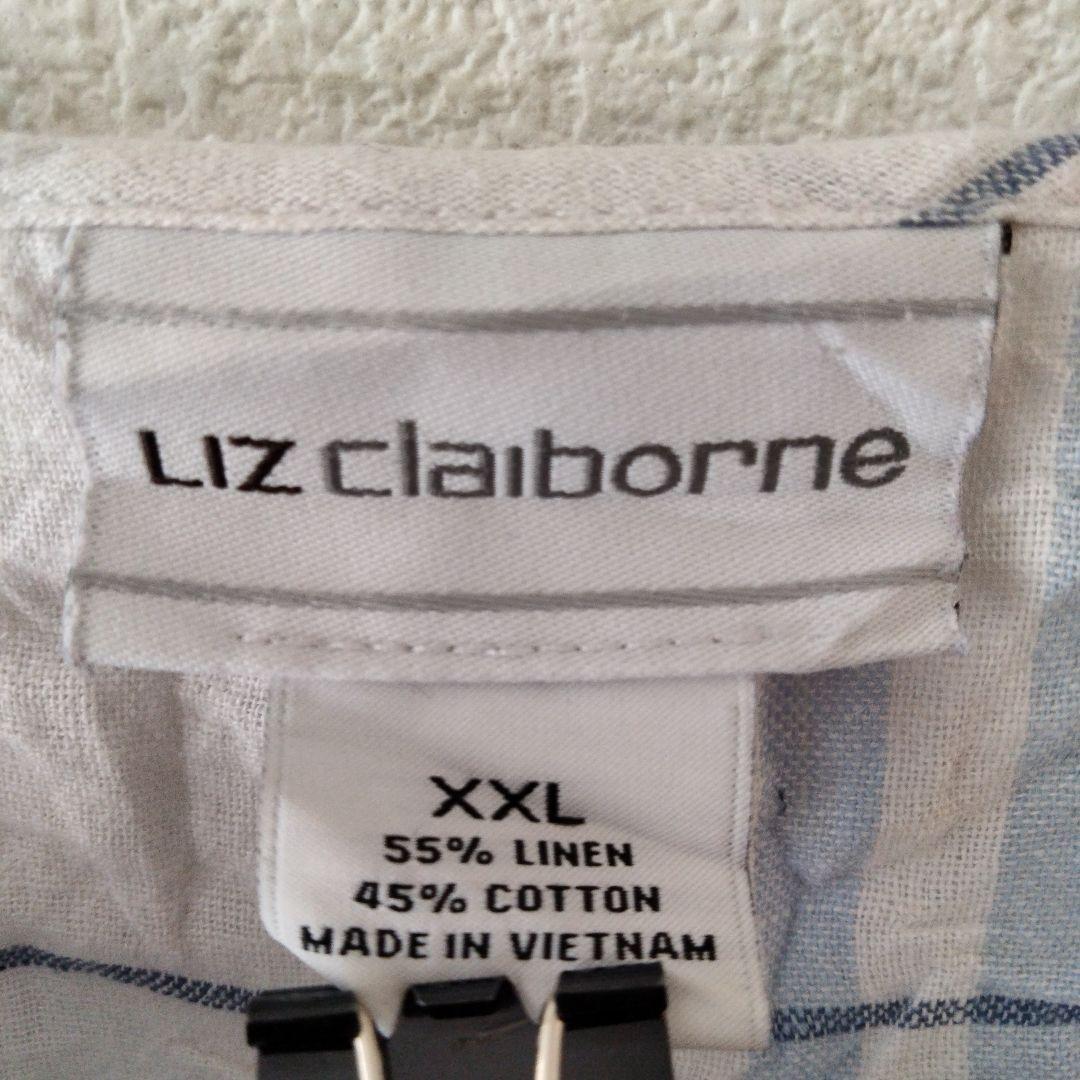 LIZ claiborne
XXL
55% LINEN
45% COTTON
MADE IN VIETNAM